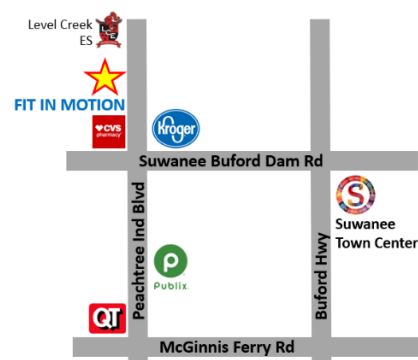 Level Creek
ES
FIT IN MOTION
CVS
pharmacy
Kroger
Suwanee Buford Dam Rd
Peachtree Ind Blvd
Buford Hwy
S
Suwanee
Town Center
P
Publix.
QT
McGinnis Ferry Rd